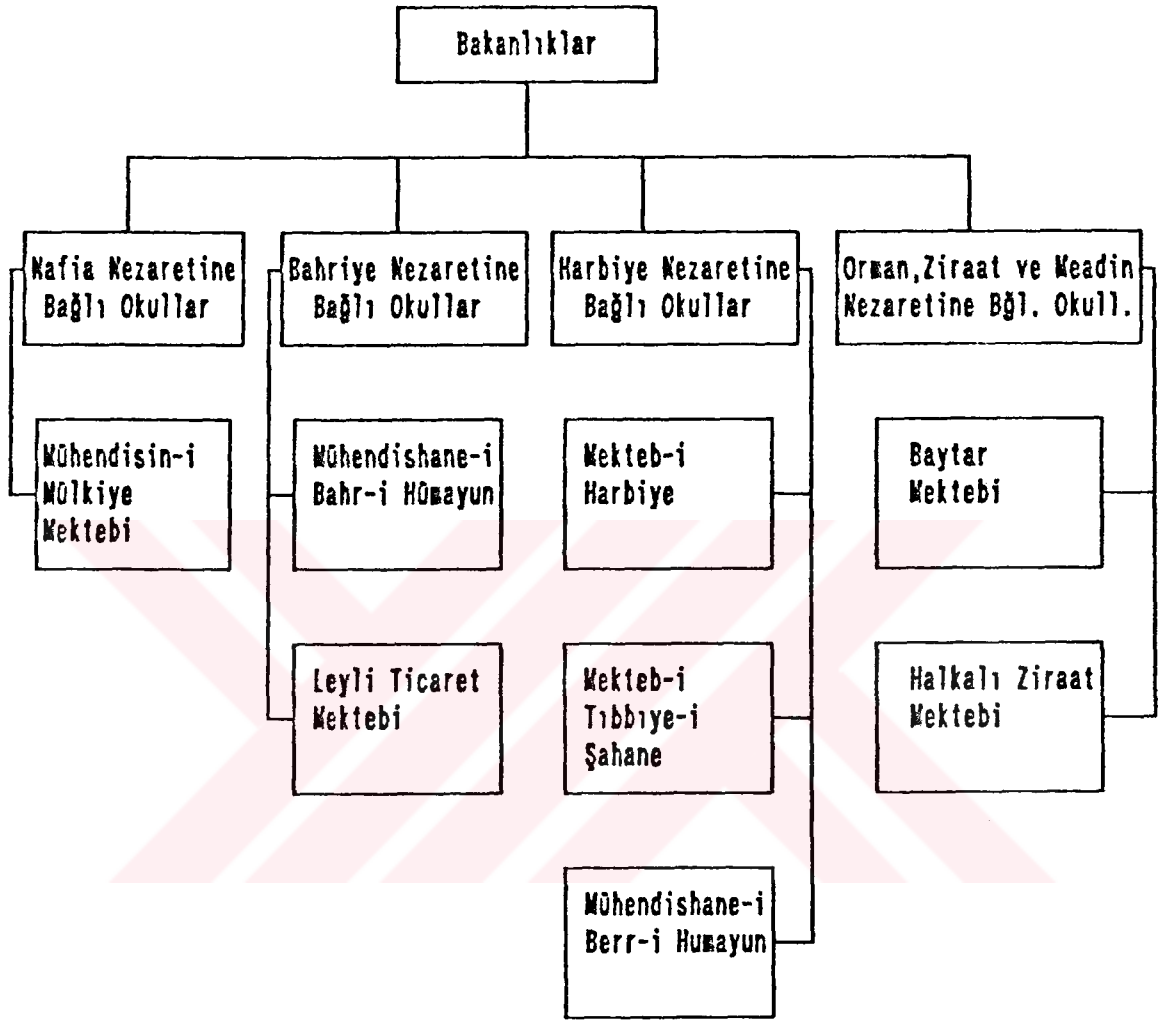 Bakanlıklar
Nafia Nezaretine
Bağlı Okullar
Bahriye Nezaretine
Bağlı Okullar
Harbiye Nezaretine
Bağlı Okullar
Orman,Ziraat ve Meadin
Nezaretine Bğl. Okull.
Mühendisin-i
Mülkiye
Mektebi
Mühendishane-i
Bahr-i Hümayun
Mekteb-i
Harbiye
Baytar
Mektebi
Leyli Ticaret
Mektebi
Mekteb-i
Tıbbıye-i
Şahane
Halkalı Ziraat
Mektebi
Mühendishane-i
Berr-i Humayun